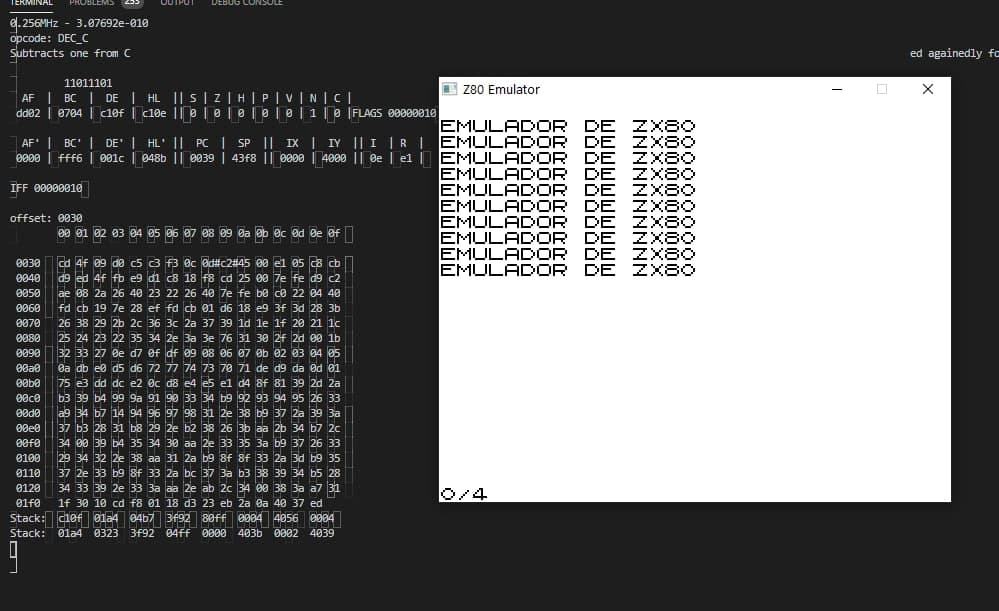 TERMINAL PROBLEMS 253 OUTPUT DEBUG CONSOLE
0.256MHz - 3.07692e-010
opcode: DEC_C
Subtracts one from C ed againedly fo
11011101
AF | BC | DE | HL || S | Z | H | P | V | N | C |
dd02 | 0704 | c10f | c10e || 0 | 0 | 0 | 0 | 0 | 1 | 0 |FLAGS 00000010
AF' | BC' | DE' | HL' || PC | SP || IX | IY || I | R |
0000 | fff6 | 001c | 048b || 0039 | 43f8 || 0000 | 4000 || 0e | e1 |
IFF 00000010
offset: 0030
00 01 02 03 04 05 06 07 08 09 0a 0b 0c 0d 0e 0f
0030 cd 4f 09 d0 c5 c3 f3 0c 0d#c2#45 00 e1 05 c8 cb
0040 d9 ed 4f fb e9 d1 c8 18 f8 cd 25 00 7e fe d9 c2
0050 ae 08 2a 26 40 23 22 26 40 7e fe b0 c0 22 04 40
0060 fd cb 19 7e 28 ef fd cb 01 d6 18 e9 3f 3d 28 3b
0070 26 38 29 2b 2c 36 3c 2a 37 39 1d 1e 1f 20 21 1c
0080 25 24 23 22 35 34 2e 3a 3e 76 31 30 2f 2d 00 1b
0090 32 33 27 0e d7 0f df 09 08 06 07 0b 02 03 04 05
00a0 0a db e0 d5 d6 72 77 74 73 70 71 de d9 da 0d 01
00b0 75 e3 dd dc e2 0c d8 e4 e5 e1 d4 8f 81 39 2d 2a
00c0 b3 39 b4 99 9a 91 90 33 34 b9 92 93 94 95 26 33
00d0 a9 34 b7 14 94 96 97 98 31 2e 38 b9 37 2a 39 3a
00e0 37 b3 28 31 b8 29 2e b2 38 26 3b aa 2b 34 b7 2c
00f0 34 00 39 b4 35 34 30 aa 2e 33 35 3a b9 37 26 33
0100 29 34 32 2e 38 aa 31 2a b9 8f 8f 33 2a 3d b9 35
0110 37 2e 33 b9 8f 33 2a bc 37 3a b3 38 39 34 b5 28
0120 34 33 39 2e 33 3a aa 2e ab 2c 34 00 38 3a a7 31
01f0 1f 30 10 cd f8 01 18 d3 23 eb 2a 0a 40 37 ed
Stack: c10f 01a4 04b7 3f92 80ff 0004 4056 0004
Stack: 01a4 0323 3f92 04ff 0000 403b 0002 4039
Z80 Emulator
EMULADOR DE ZX80
EMULADOR DE ZX80
EMULADOR DE ZX80
EMULADOR DE ZX80
EMULADOR DE ZX80
EMULADOR DE ZX80
EMULADOR DE ZX80
EMULADOR DE ZX80
EMULADOR DE ZX80
EMULADOR DE ZX80
0/4